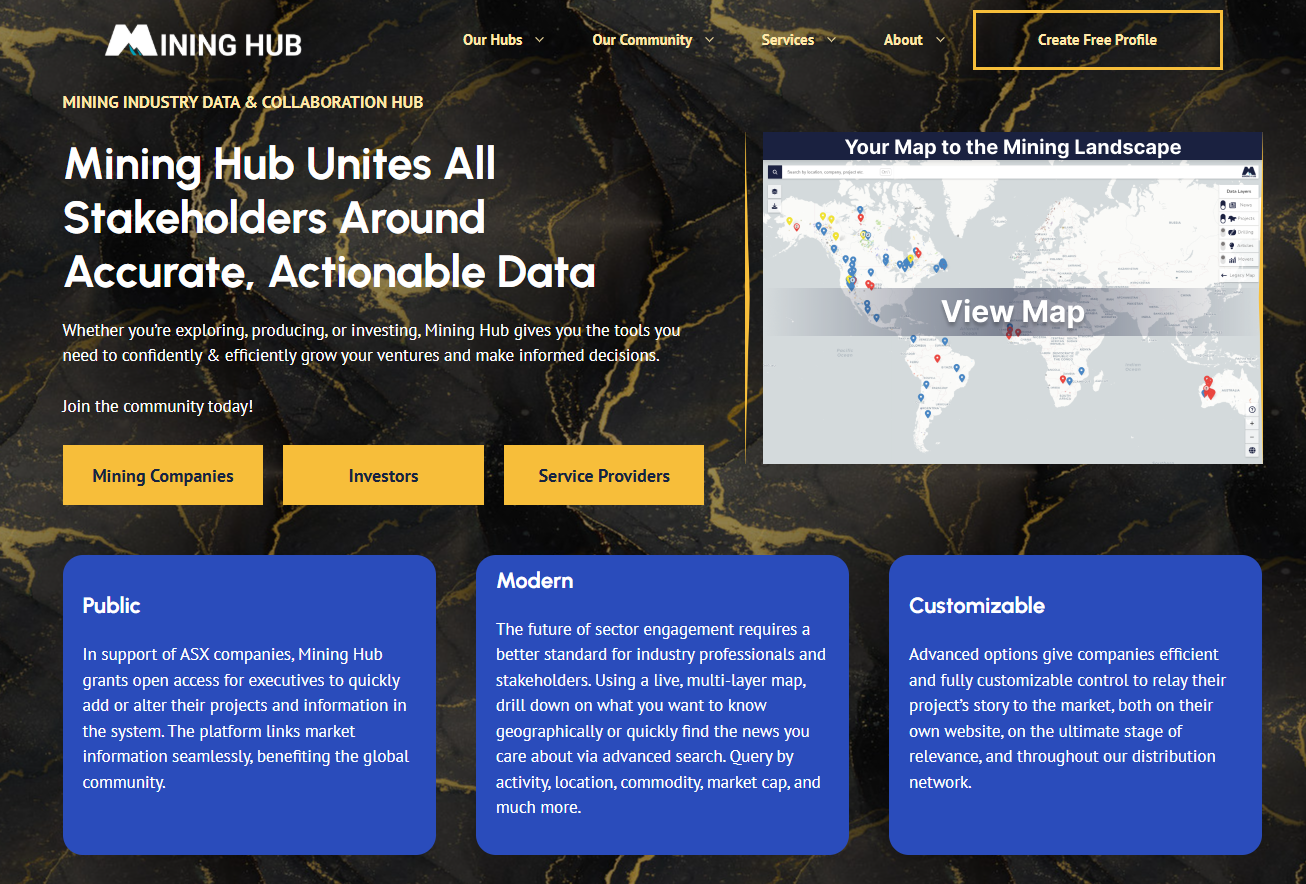 MINING HUB
Our Hubs
Our Community
Services
About
Create Free Profile
MINING INDUSTRY DATA & COLLABORATION HUB
Mining Hub Unites All
Stakeholders Around
Accurate, Actionable Data
Whether you’re exploring, producing, or investing, Mining Hub gives you the tools you
need to confidently & efficiently grow your ventures and make informed decisions.
Join the community today!
Mining Companies
Investors
Service Providers
Your Map to the Mining Landscape
Search by location, company, project etc
Data Layers
News
Projects
Drilling
Articles
Movers
Legacy Map
View Map
Public
In support of ASX companies, Mining Hub
grants open access for executives to quickly
add or alter their projects and information in
the system. The platform links market
information seamlessly, benefiting the global
community.
Modern
The future of sector engagement requires a
better standard for industry professionals and
stakeholders. Using a live, multi-layer map,
drill down on what you want to know
geographically or quickly find the news you
care about via advanced search. Query by
activity, location, commodity, market cap, and
much more.
Customizable
Advanced options give companies efficient
and fully customizable control to relay their
project’s story to the market, both on their
own website, on the ultimate stage of
relevance, and throughout our distribution
network.